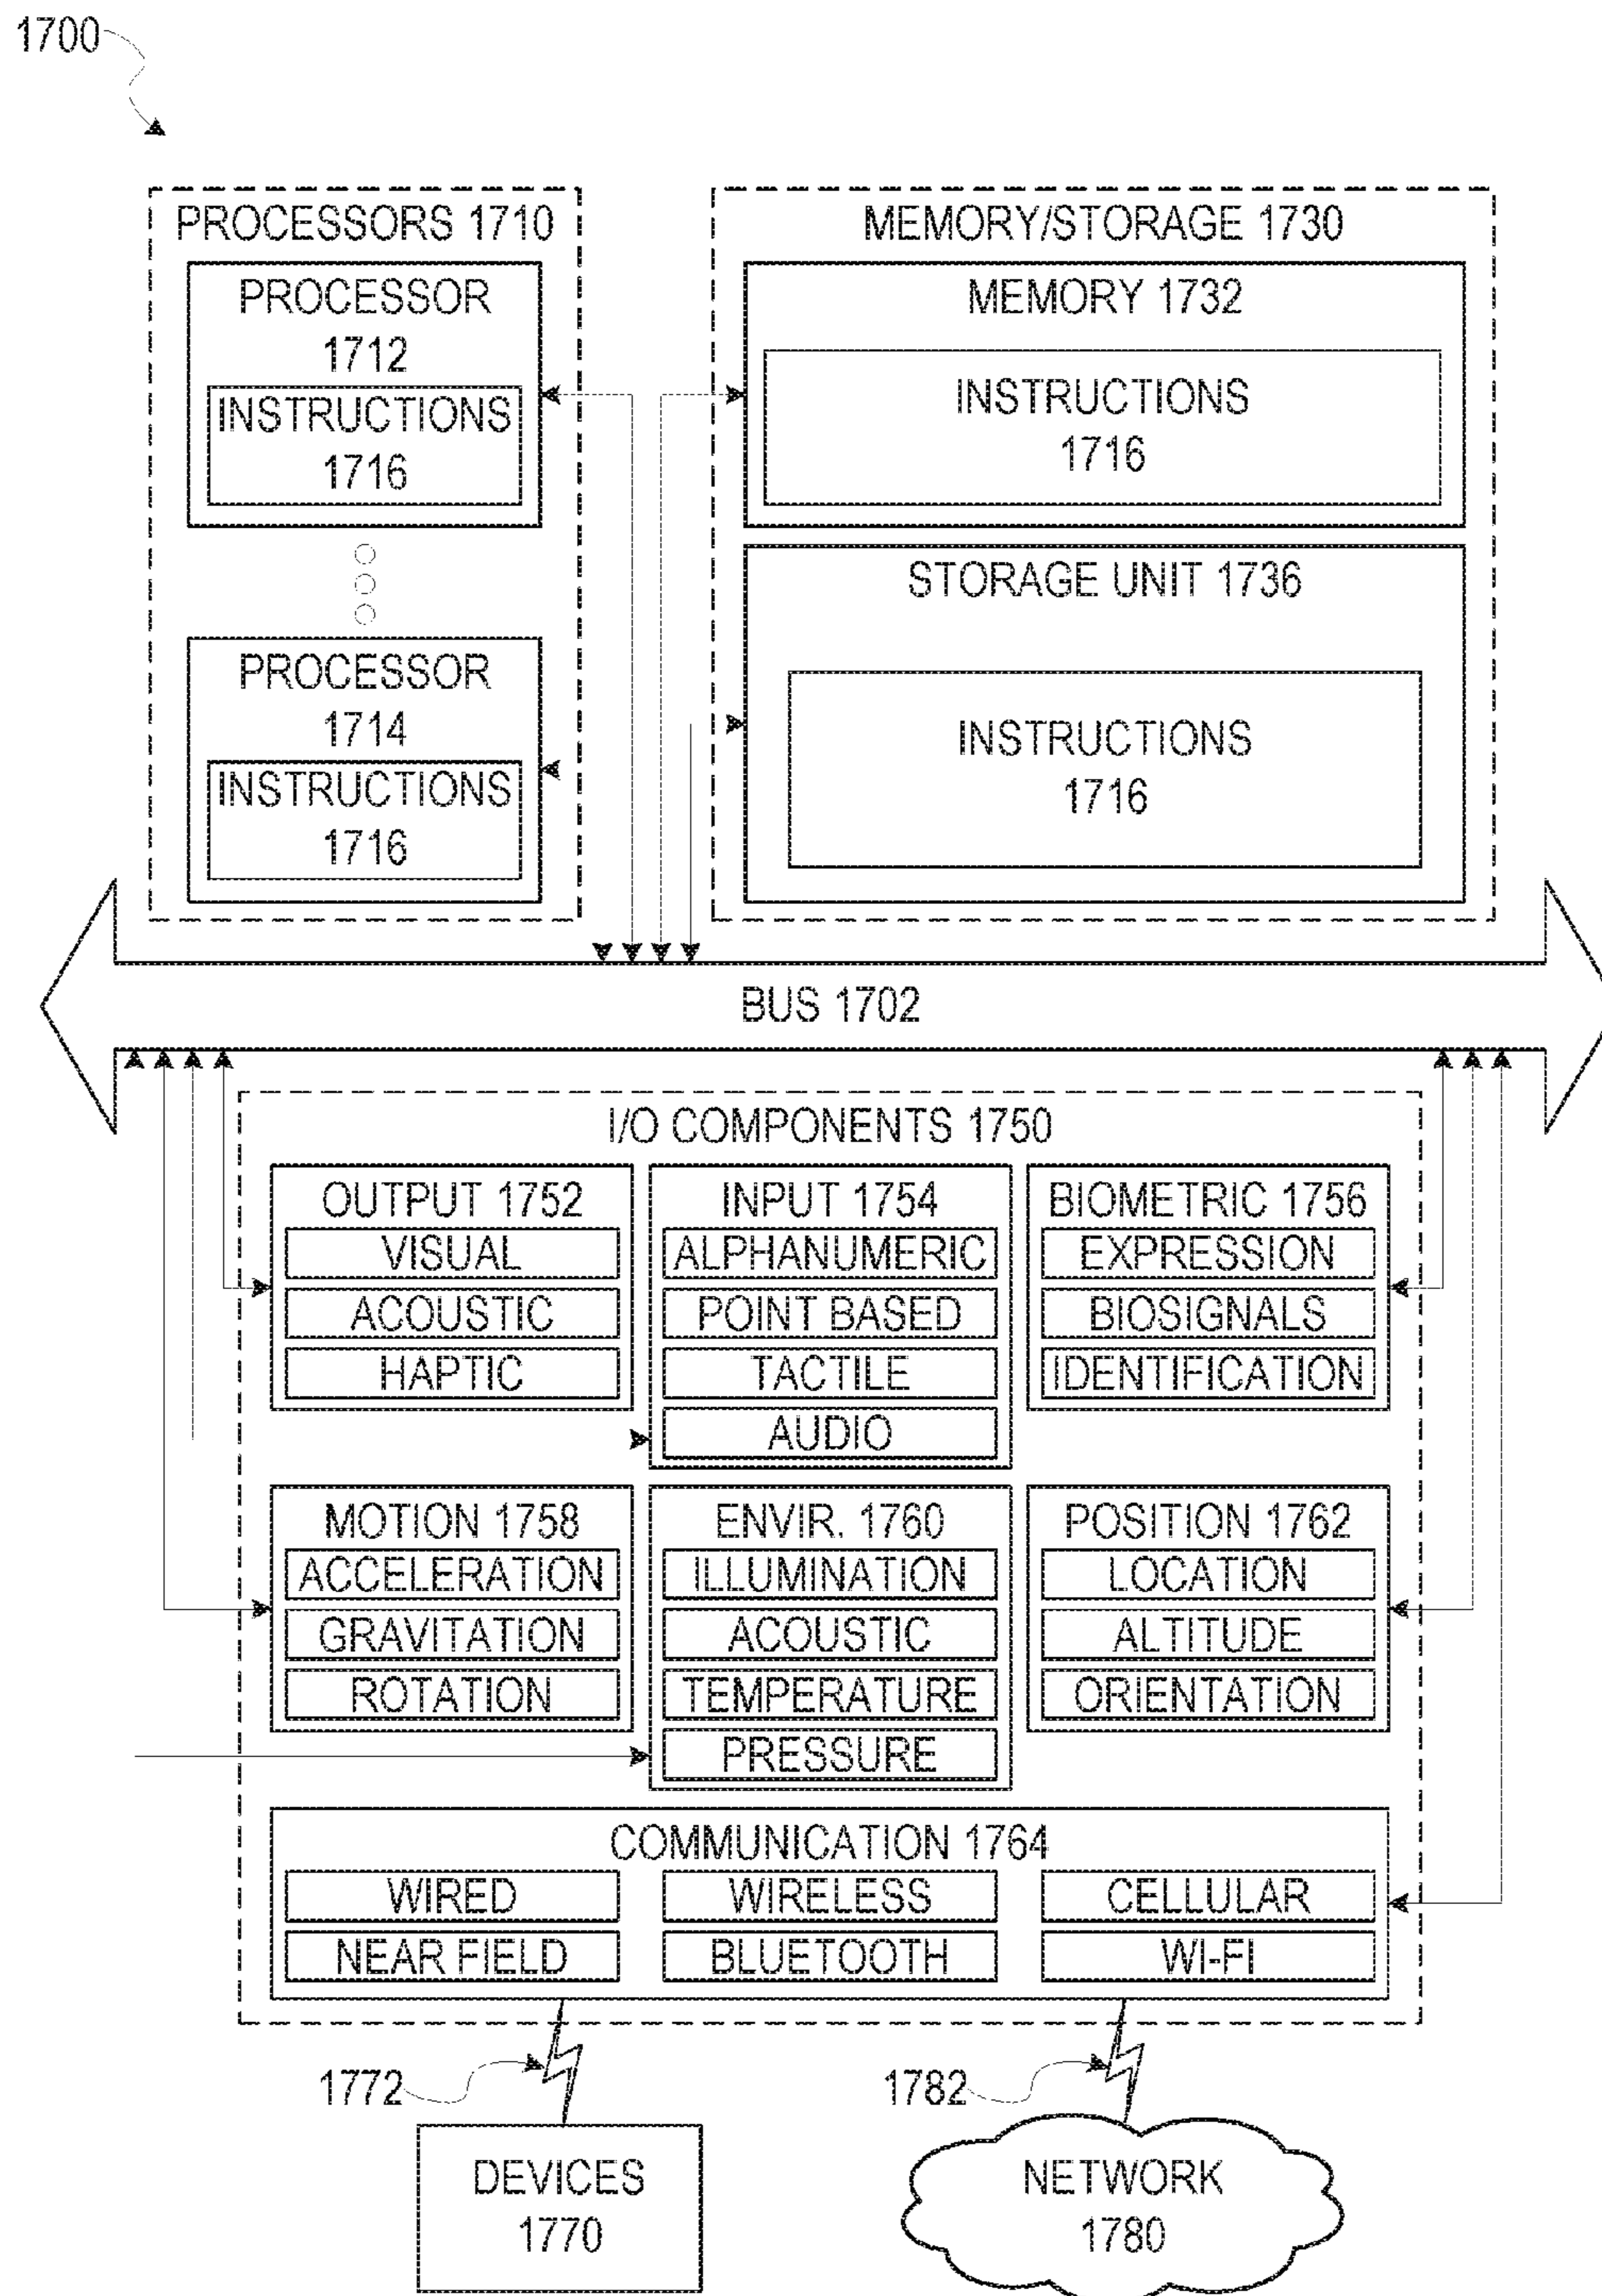 1700
PROCESSORS 1710
PROCESSOR
1712
INSTRUCTIONS
1716
PROCESSOR
1714
INSTRUCTIONS
1716
MEMORY/STORAGE 1730
MEMORY 1732
INSTRUCTIONS
1716
STORAGE UNIT 1736
INSTRUCTIONS
1716
BUS 1702
I/O COMPONENTS 1750
OUTPUT 1752
VISUAL
ACOUSTIC
HAPTIC
INPUT 1754
ALPHANUMERIC
POINT BASED
TACTILE
AUDIO
BIOMETRIC 1756
EXPRESSION
BIOSIGNALS
IDENTIFICATION
MOTION 1758
ACCELERATION
GRAVITATION
ROTATION
ENVIR. 1760
ILLUMINATION
ACOUSTIC
TEMPERATURE
PRESSURE
POSITION 1762
LOCATION
ALTITUDE
ORIENTATION
COMMUNICATION 1764
WIRED
WIRELESS
CELLULAR
NEAR FIELD
BLUETOOTH
WI-FI
1772
1782
DEVICES
1770
NETWORK
1780